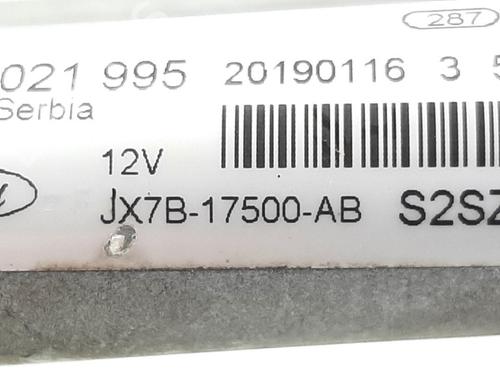 287
021 995 20190116 3 5
Serbia
12V
JX7B-17500-AB S2SZ